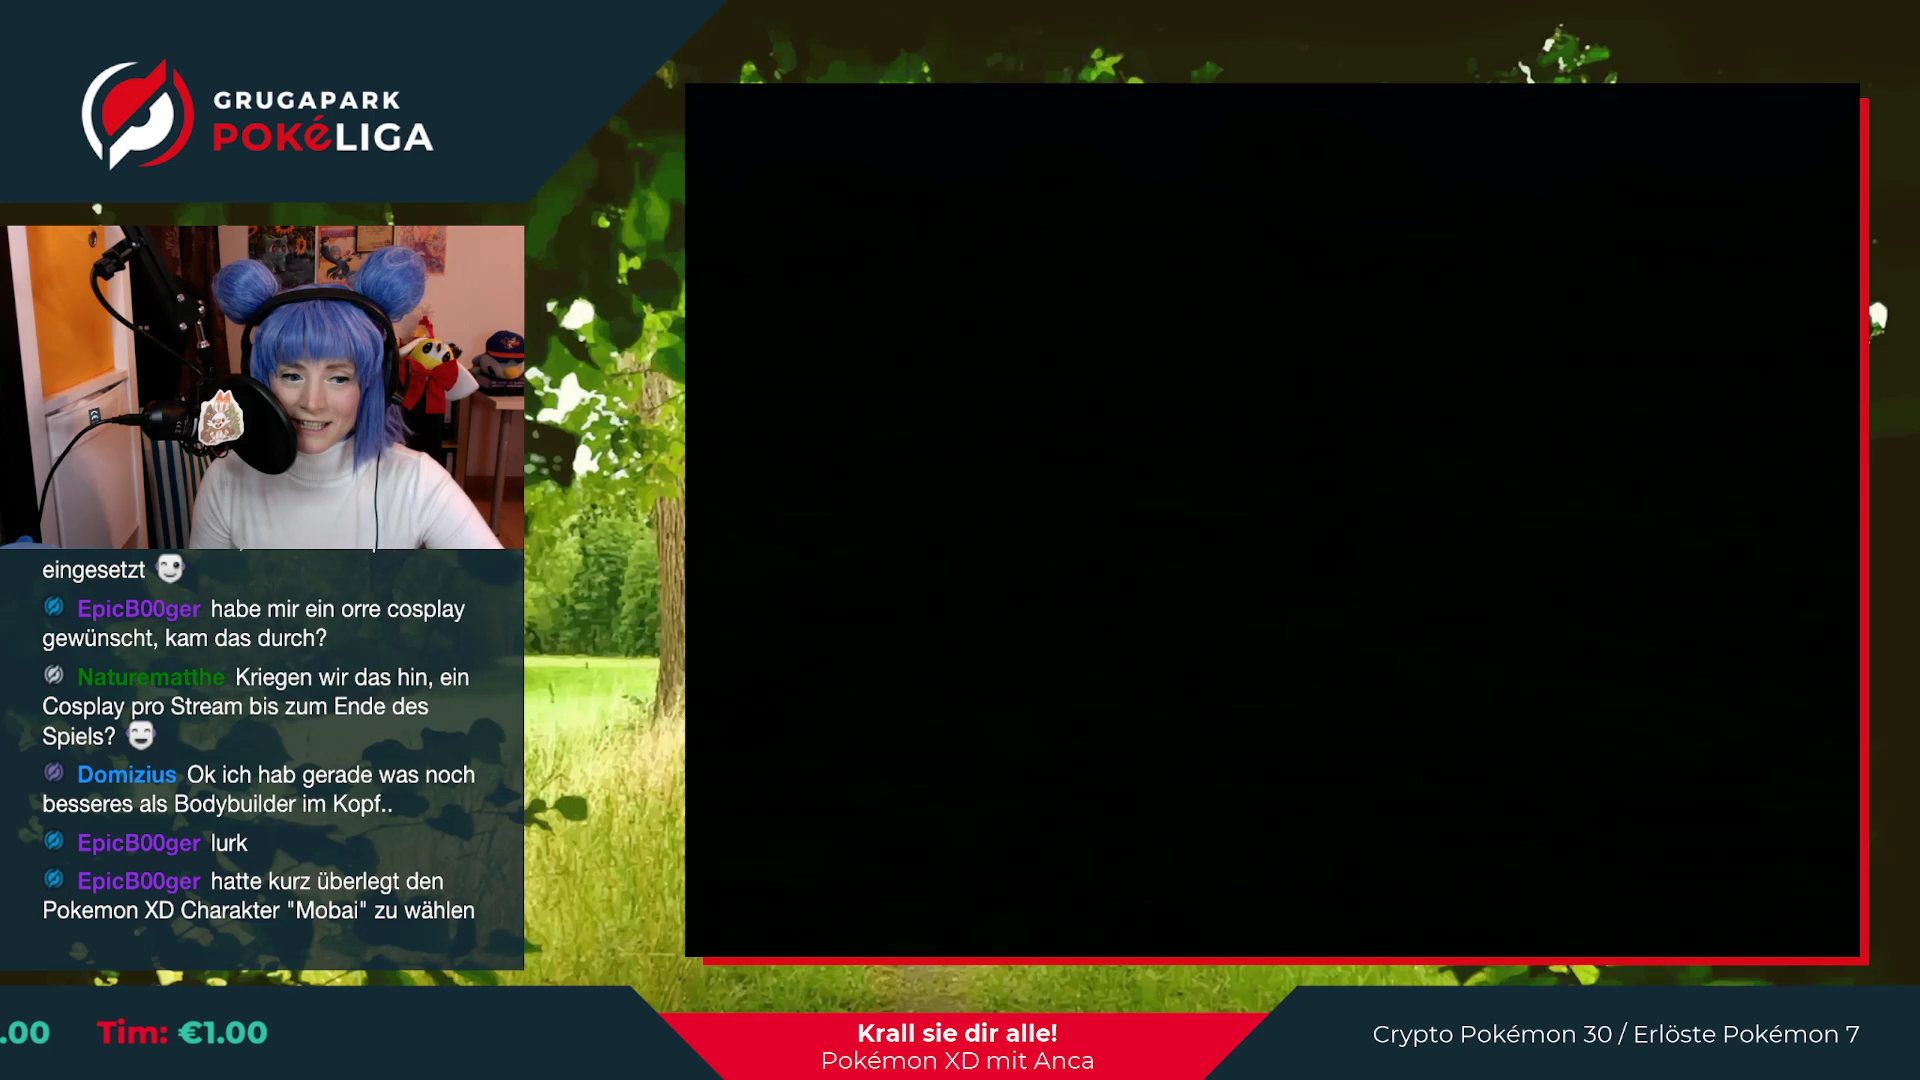 GRUGAPARK
POKéLIGA
eingesetzt
EpicB00ger habe mir ein orre cosplay
gewünscht, kam das durch?
Naturematthe Kriegen wir das hin, ein
Cosplay pro Stream bis zum Ende des
Spiels?
Domizius Ok ich hab gerade was noch
besseres als Bodybuilder im Kopf..
EpicB00ger lurk
EpicB00ger hatte kurz überlegt den
Pokemon XD Charakter "Mobai" zu wählen
.00 Tim: €1.00
Krall sie dir alle!
Pokémon XD mit Anca
Crypto Pokémon 30 / Erlöste Pokémon 7